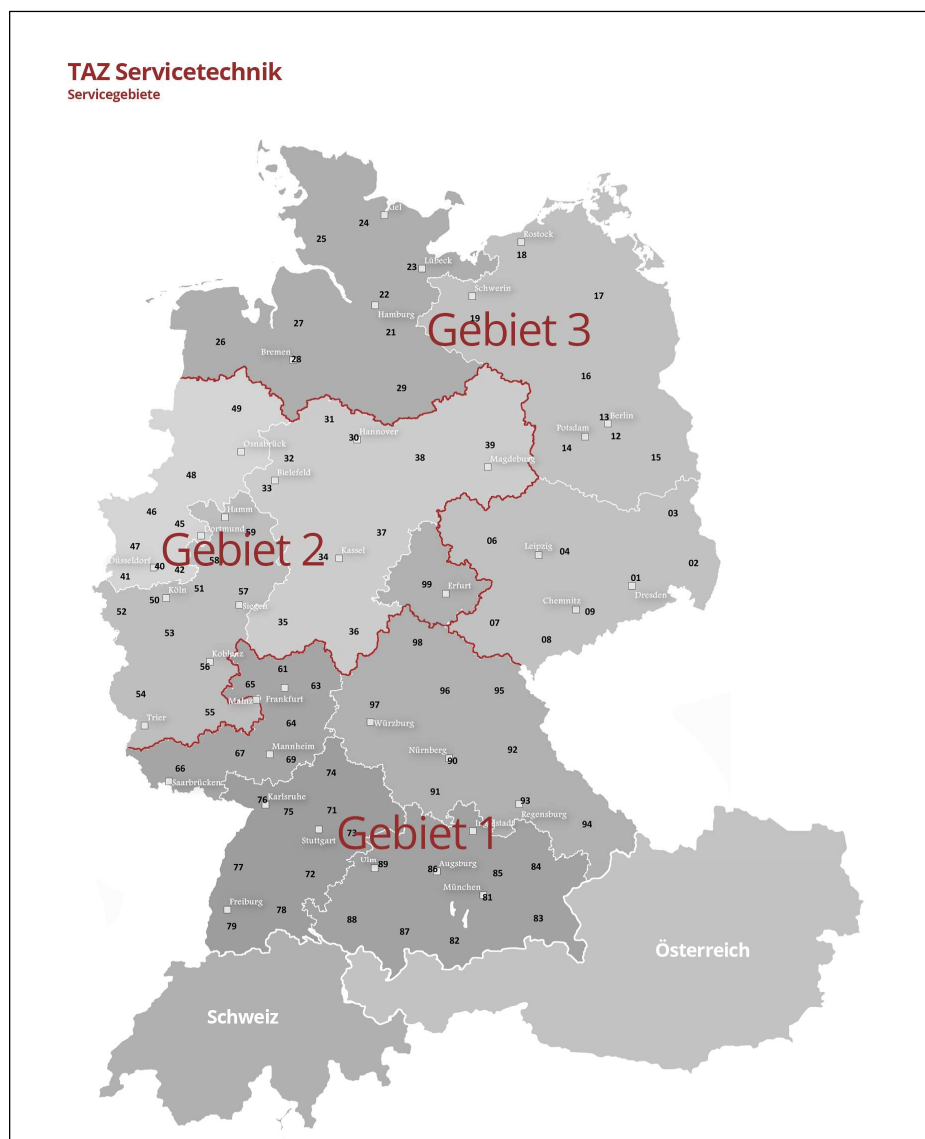 TAZ Servicetechnik
Servicegebiete
Kiel
24
25
Rostock
18
Lübeck
23
Schwerin
22
17
Hamburg
19
27
21
Gebiet 3
26
Bremen
28
16
29
49
31
13
Berlin
Hannover
30
Potsdam
12
39
14
Osnabrück
32
38
15
Magdeburg
48
Bielefeld
33
46
Hamm
03
45
Dortmund
59
37
06
47
Gebiet 2
Leipzig
04
Düsseldorf
40
42
58
34
Kassel
02
41
51
57
99
Erfurt
01
Dresden
Köln
50
52
Siegen
Chemnitz
09
53
35
36
07
98
08
Koblenz
56
61
65
63
54
Mainz
Frankfurt
96
95
55
97
Trier
64
Würzburg
67
Mannheim
69
Nürnberg
90
92
66
74
Saarbrücken
91
76
Karlsruhe
75
71
93
Regensburg
94
73
Gebiet 1
Ingolstadt
Stuttgart
77
Ulm
89
86
Augsburg
84
72
85
München
81
Freiburg
78
79
88
87
82
83
Österreich
Schweiz